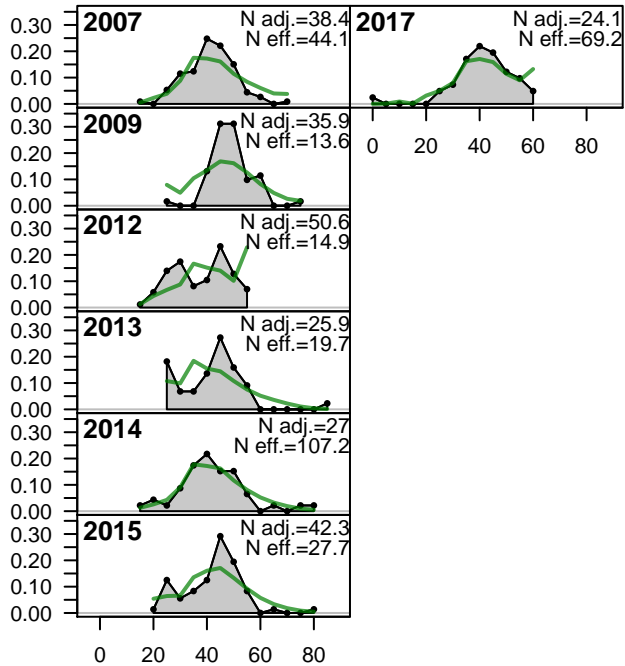 2007
N adj.=38.4
N eff.=44.1
0.30
0.20
0.10
0.00
2009
N adj.=35.9
N eff.=13.6
0.30
0.20
0.10
0.00
2012
N adj.=50.6
N eff.=14.9
0.30
0.20
0.10
0.00
2013
N adj.=25.9
N eff.=19.7
0.30
0.20
0.10
0.00
2014
N adj.=27
N eff.=107.2
0.30
0.20
0.10
0.00
2015
N adj.=42.3
N eff.=27.7
0.30
0.20
0.10
0.00
0 20 40 60 80
2017
N adj.=24.1
N eff.=69.2
0 20 40 60 80